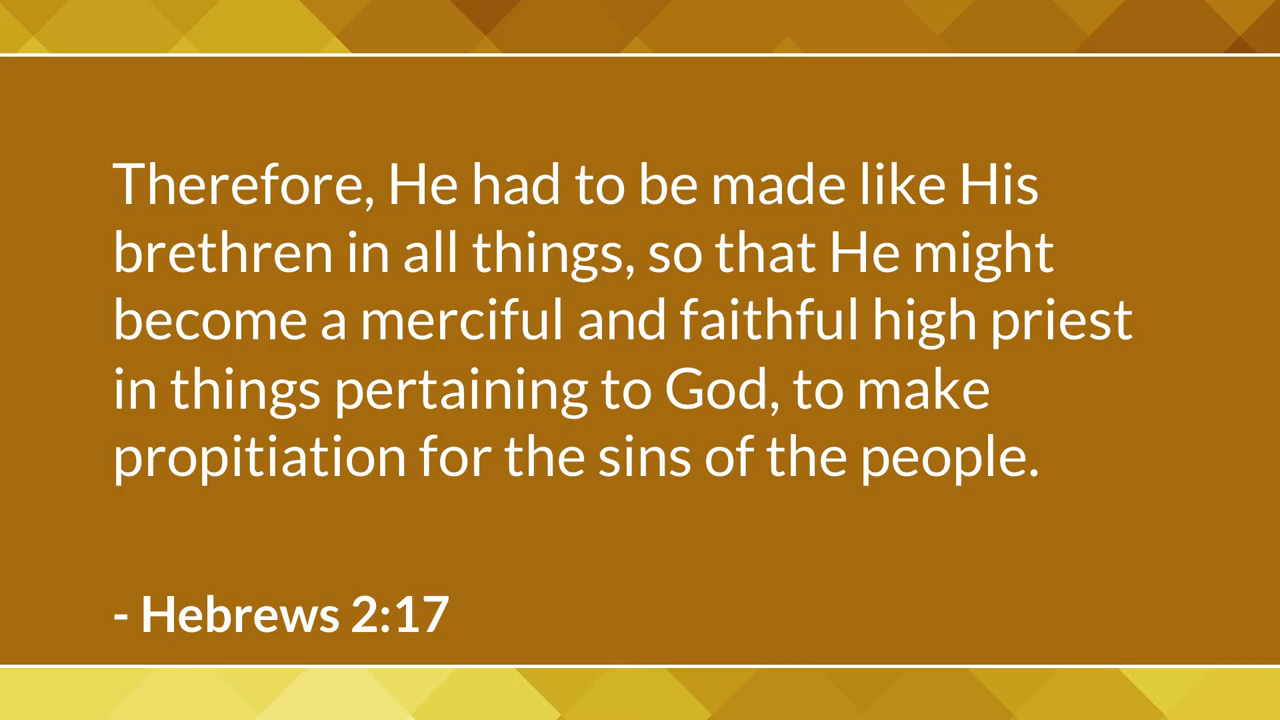 Therefore, He had to be made like His
brethren in all things, so that He might
become a merciful and faithful high priest
in things pertaining to God, to make
propitiation for the sins of the people.
- Hebrews 2:17